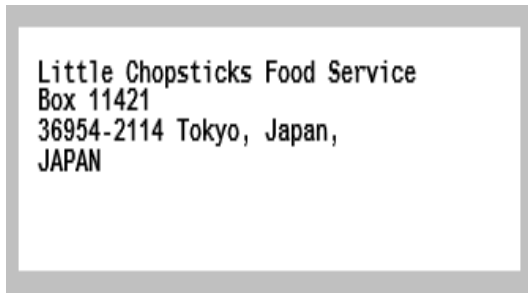 Little Chopsticks Food Service
Box 11421
36954-2114 Tokyo, Japan,
JAPAN